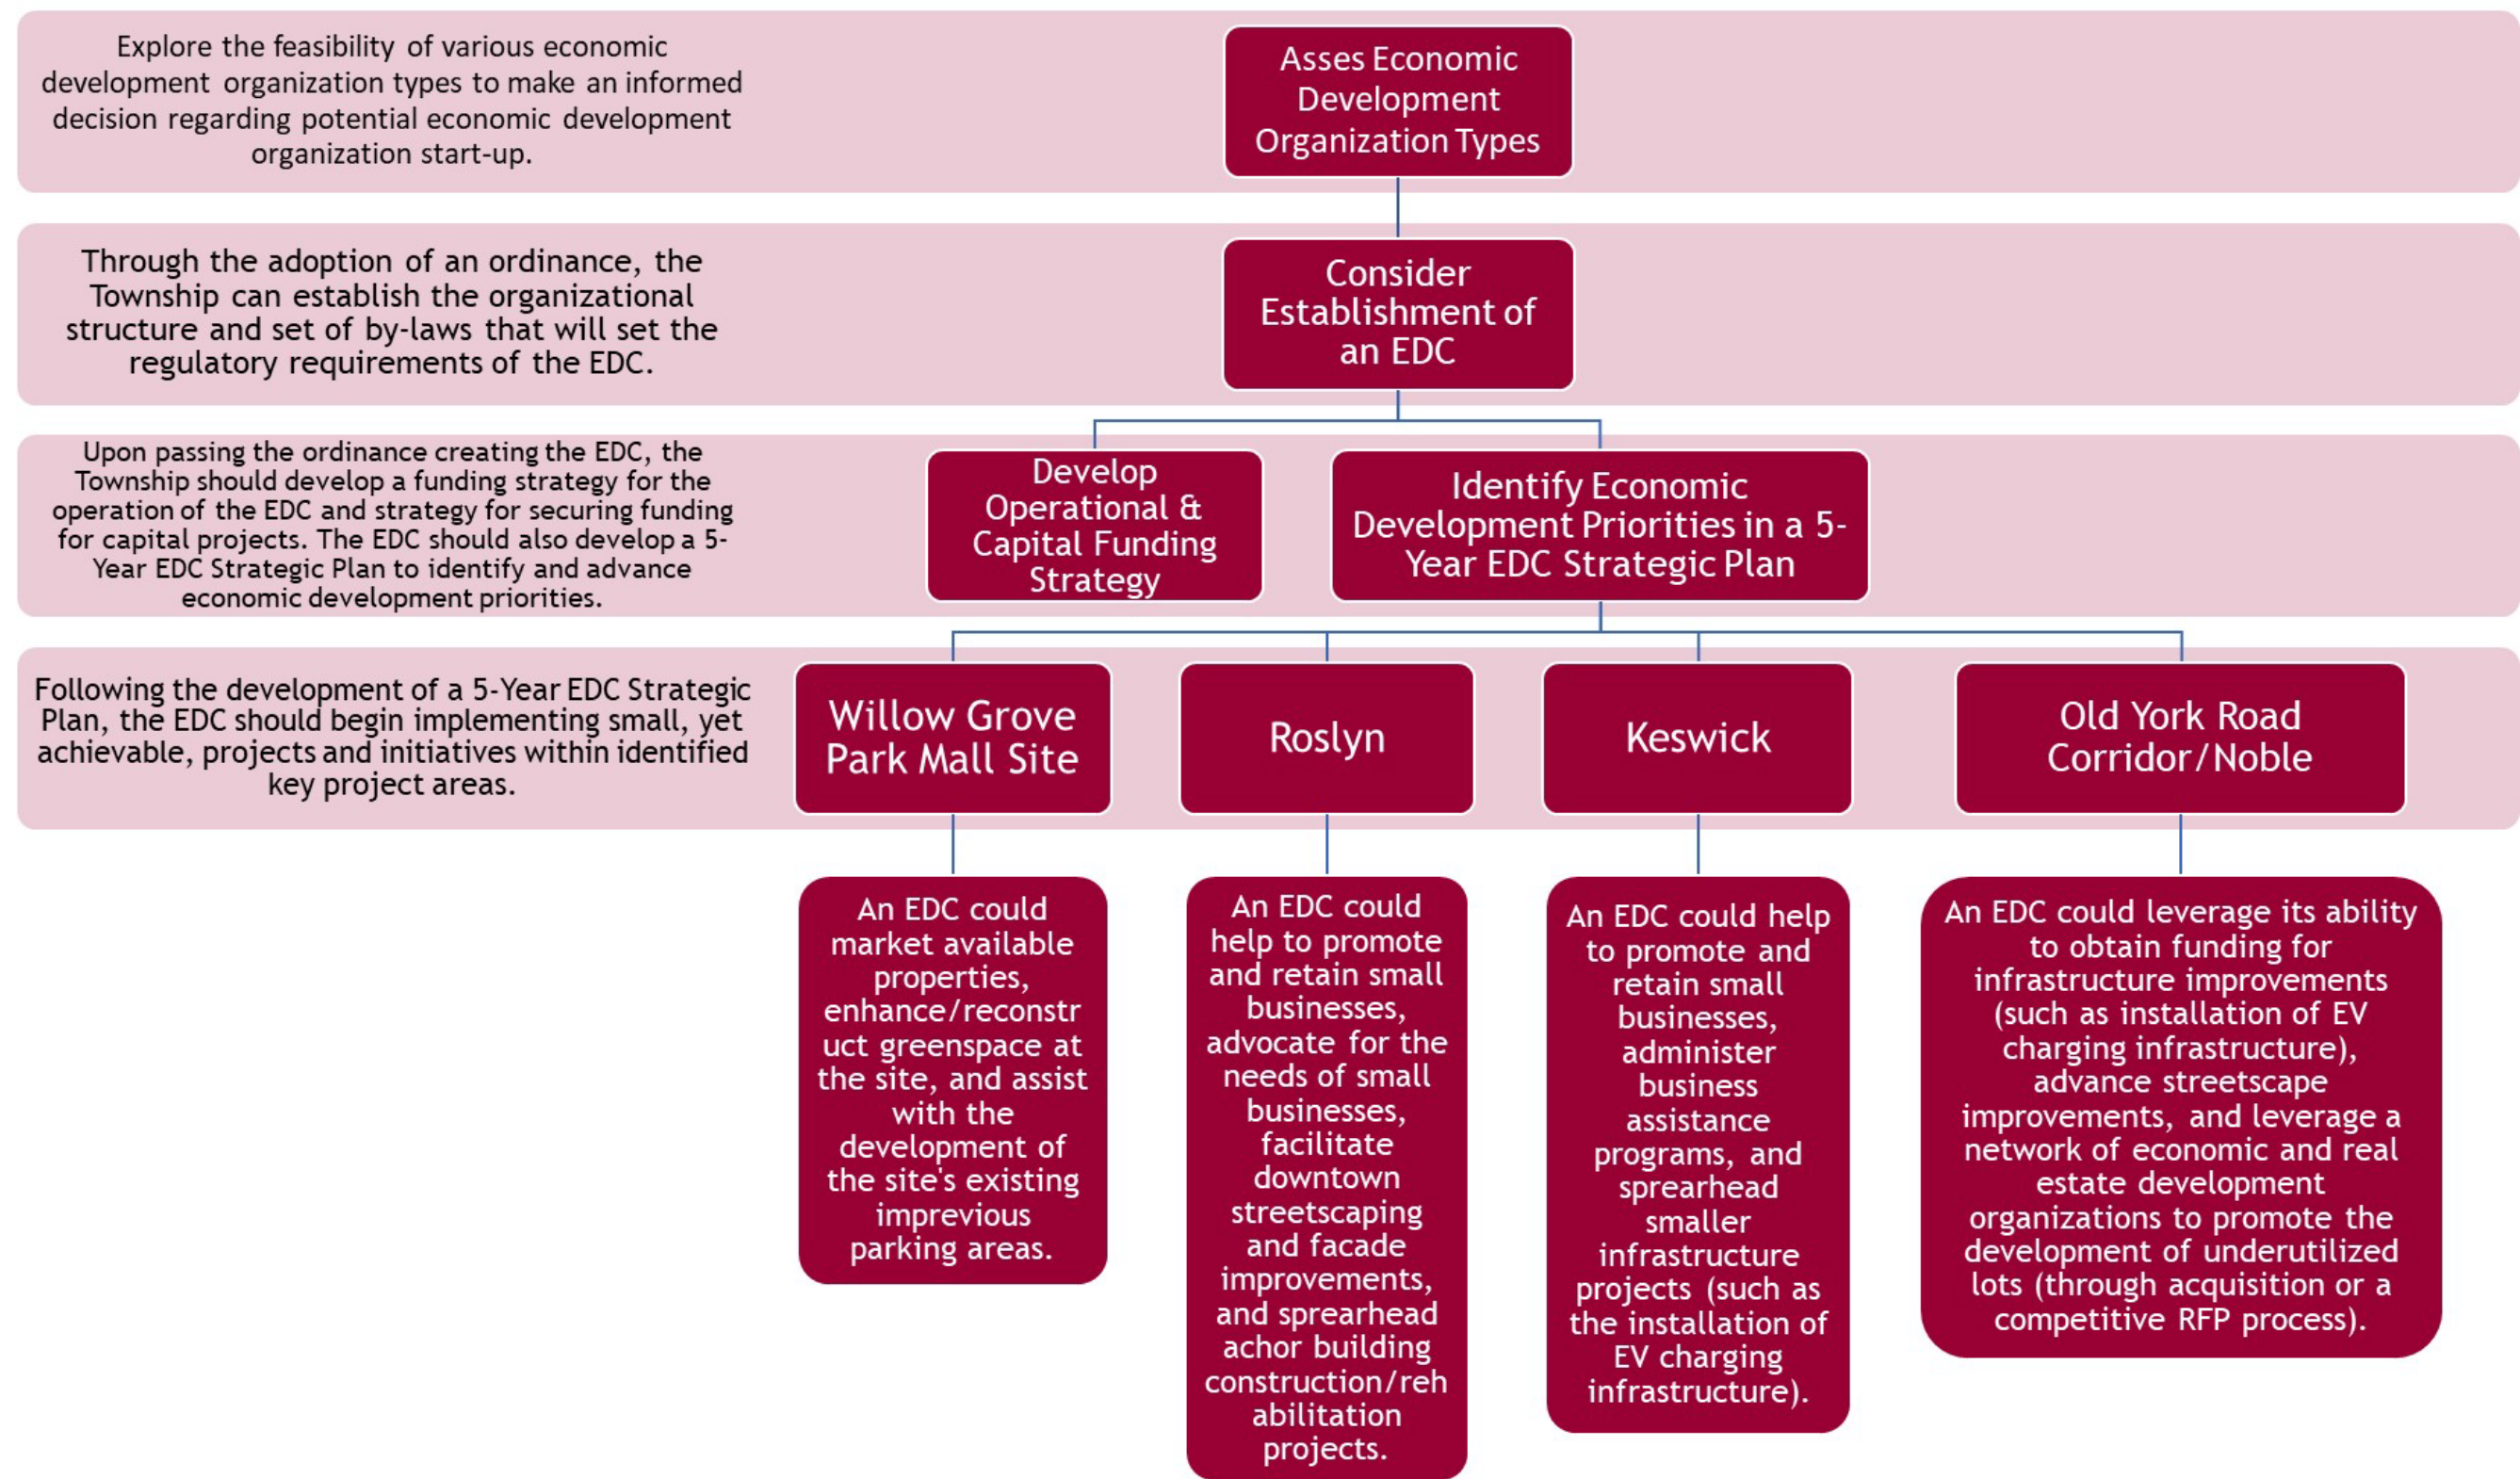 Explore the feasibility of various economic
development organization types to make an informed
decision regarding potential economic development
organization start-up.
Asses Economic
Development
Organization Types
Through the adoption of an ordinance, the
Township can establish the organizational
structure and set of by-laws that will set the
regulatory requirements of the EDC.
Consider
Establishment of
an EDC
Upon passing the ordinance creating the EDC, the
Township should develop a funding strategy for the
operation of the EDC and strategy for securing funding
for capital projects. The EDC should also develop a 5-
Year EDC Strategic Plan to identify and advance
economic development priorities.
Develop
Operational &
Capital Funding
Strategy
Identify Economic
Development Priorities in a 5-
Year EDC Strategic Plan
Following the development of a 5-Year EDC Strategic
Plan, the EDC should begin implementing small, yet
achievable, projects and initiatives within identified
key project areas.
Willow Grove
Park Mall Site
Roslyn
Keswick
Old York Road
Corridor/Noble
An EDC could
market available
properties,
enhance/reconstr
uct greenspace at
the site, and assist
with the
development of
the site's existing
imprevious
parking areas.
An EDC could
help to promote
and retain small
businesses,
advocate for the
needs of small
businesses,
facilitate
downtown
streetscaping
and facade
improvements,
and sprearhead
achor building
construction/reh
abilitation
projects.
An EDC could help
to promote and
retain small
businesses,
administer
business
assistance
programs, and
sprearhead
smaller
infrastructure
projects (such as
the installation of
EV charging
infrastructure).
An EDC could leverage its ability
to obtain funding for
infrastructure improvements
(such as installation of EV
charging infrastructure),
advance streetscape
improvements, and leverage a
network of economic and real
estate development
organizations to promote the
development of underutilized
lots (through acquisition or a
competitive RFP process).